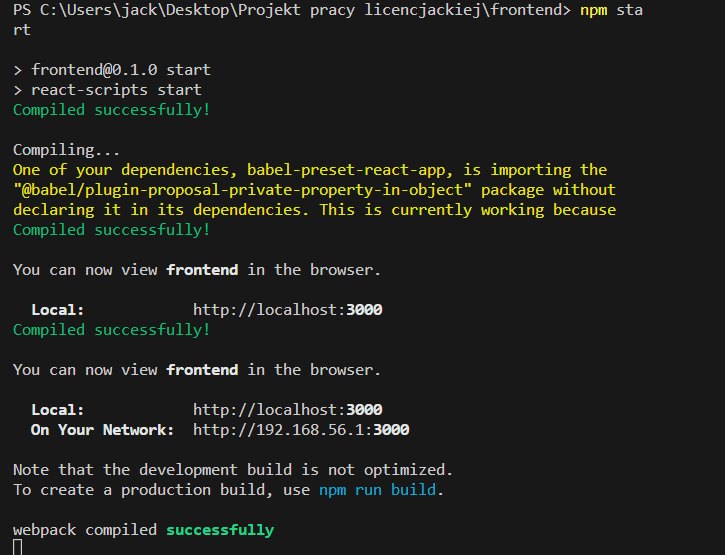 PS C:\Users\jack\Desktop\Projekt pracy licencjackiej\frontend> npm sta
rt
> frontend@0.1.0 start
> react-scripts start
Compiled successfully!
Compiling...
One of your dependencies, babel-preset-react-app, is importing the
"@babel/plugin-proposal-private-property-in-object" package without
declaring it in its dependencies. This is currently working because
Compiled successfully!
You can now view frontend in the browser.
Local: http://localhost:3000
Compiled successfully!
You can now view frontend in the browser.
Local: http://localhost:3000
On Your Network: http://192.168.56.1:3000
Note that the development build is not optimized.
To create a production build, use npm run build.
webpack compiled successfully